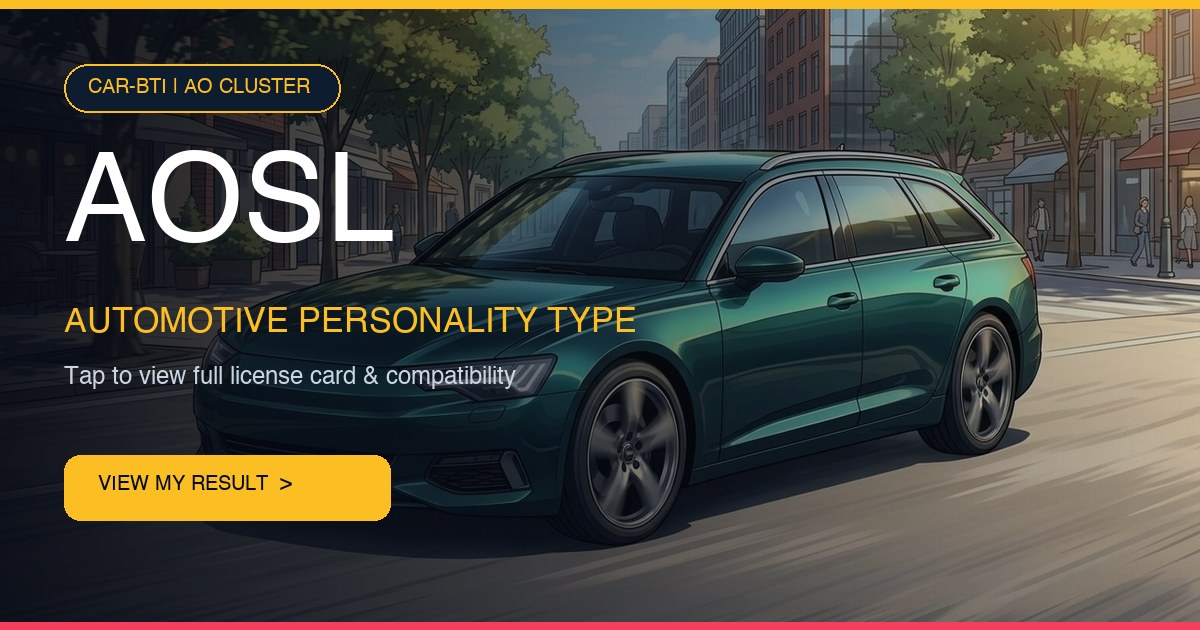 CAR-BTI | AO CLUSTER
AOSL
AUTOMOTIVE PERSONALITY TYPE
Tap to view full license card & compatibility
VIEW MY RESULT >